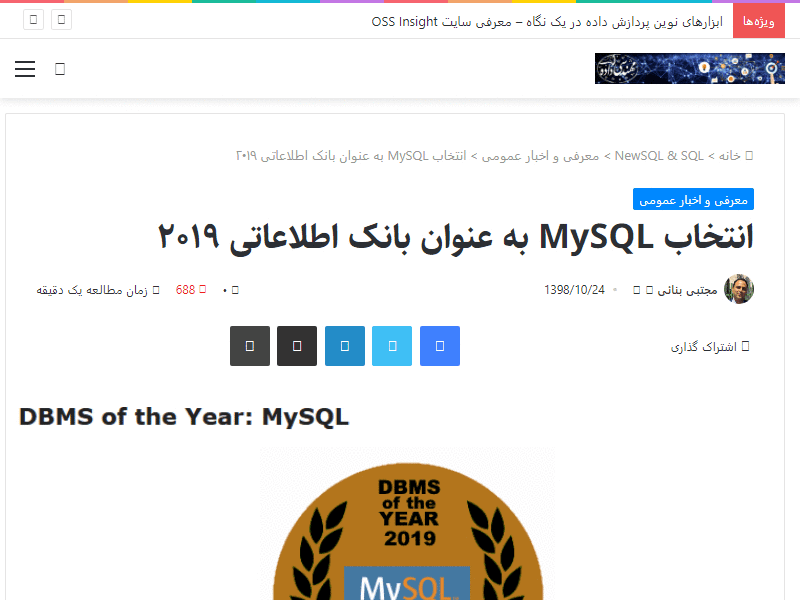 ویژه‌ها
ابزارهای نوین پردازش داده در یک نگاه – معرفی سایت OSS Insight
مهندسی داده
خانه > NewSQL & SQL > معرفی و اخبار عمومی > انتخاب MySQL به عنوان بانک اطلاعاتی ۲۰۱۹
معرفی و اخبار عمومی
انتخاب MySQL به عنوان بانک اطلاعاتی ۲۰۱۹
مجتبی بنائی 1398/10/24 ۰ 688 زمان مطالعه یک دقیقه
اشتراک گذاری
DBMS of the Year: MySQL
DBMS
of the
YEAR
2019
MySQL